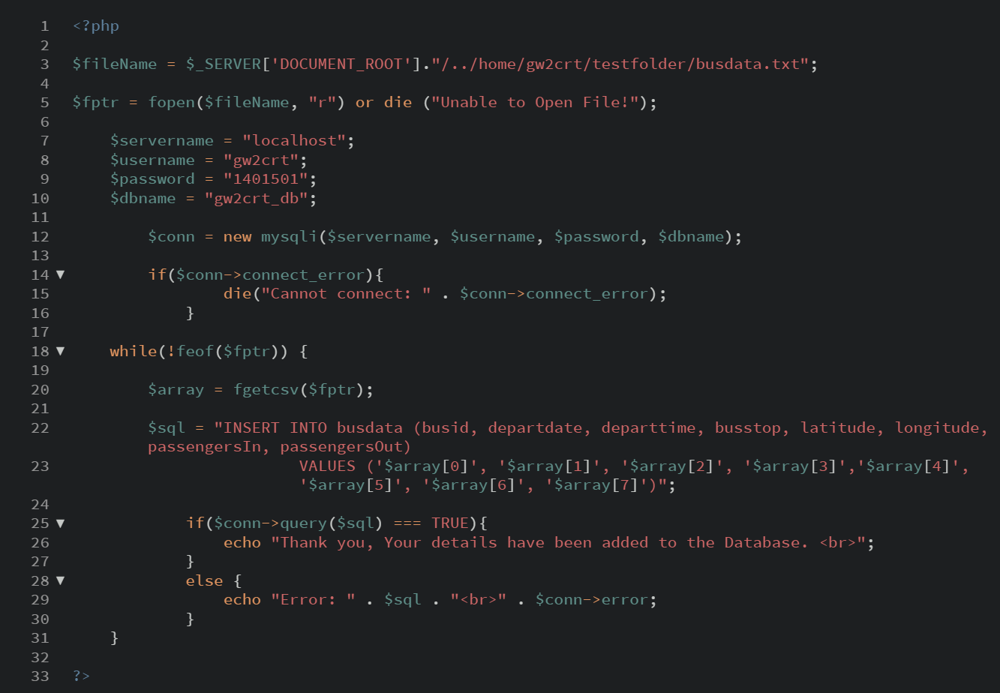 1 <?php
2
3 $fileName = $_SERVER['DOCUMENT_ROOT']."/../home/gw2crt/testfolder/busdata.txt";
4
5 $fptr = fopen($fileName, "r") or die ("Unable to Open File!");
6
7 $servername = "localhost";
8 $username = "gw2crt";
9 $password = "1401501";
10 $dbname = "gw2crt_db";
11
12 $conn = new mysqli($servername, $username, $password, $dbname);
13
14 ▼ if($conn->connect_error){
15 die("Cannot connect: " . $conn->connect_error);
16 }
17
18 ▼ while(!feof($fptr)) {
19
20 $array = fgetcsv($fptr);
21
22 $sql = "INSERT INTO busdata (busid, departdate, departtime, busstop, latitude, longitude,
passengersIn, passengersOut)
23 VALUES ('$array[0]', '$array[1]', '$array[2]', '$array[3]','$array[4]',
'$array[5]', '$array[6]', '$array[7]')";
24
25 ▼ if($conn->query($sql) === TRUE){
26 echo "Thank you, Your details have been added to the Database. <br>";
27 }
28 ▼ else {
29 echo "Error: " . $sql . "<br>" . $conn->error;
30 }
31 }
32
33 ?>